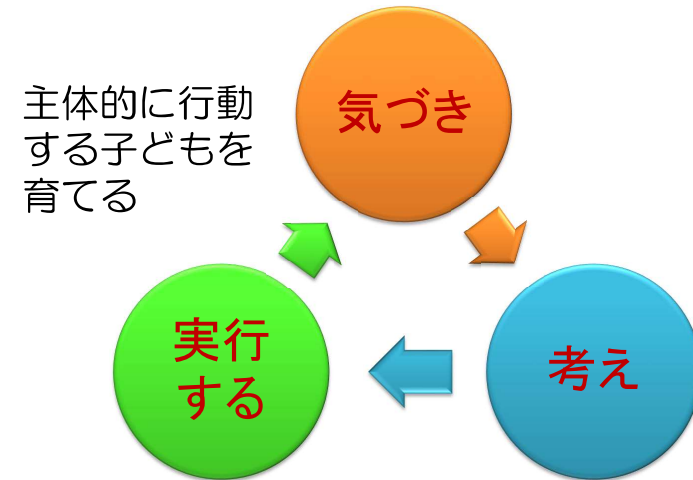 主体的に行動
する子どもを
育てる
気づき
考え
実行
する